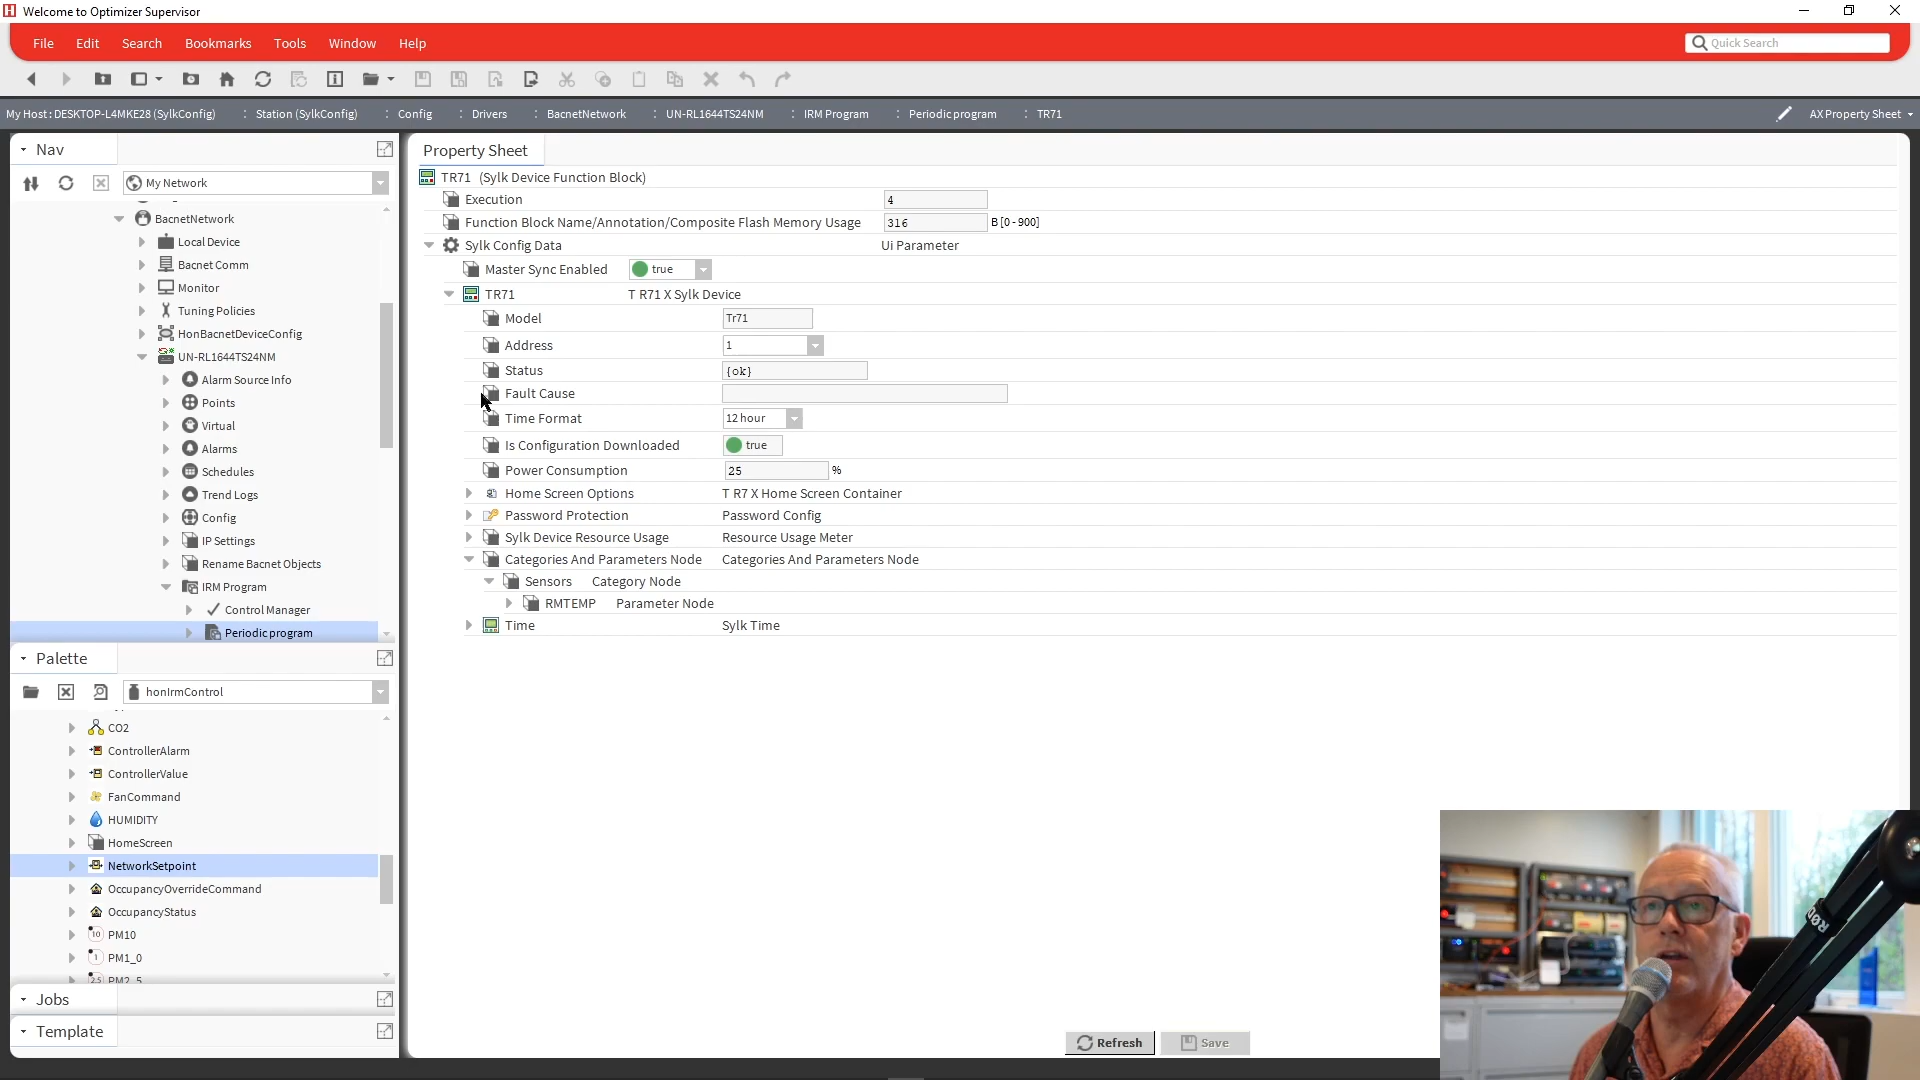 Welcome to Optimizer Supervisor
File Edit Search Bookmarks Tools Window Help
Quick Search
My Host : DESKTOP-L4MKE28 (SylkConfig) : Station (SylkConfig) : Config : Drivers : BacnetNetwork : UN-RL1644TS24NM : IRM Program : Periodic program : TR71
AX Property Sheet
Nav
My Network
BacnetNetwork
Local Device
Bacnet Comm
Monitor
Tuning Policies
HonBacnetDeviceConfig
UN-RL1644TS24NM
Alarm Source Info
Points
Virtual
Alarms
Schedules
Trend Logs
Config
IP Settings
Rename Bacnet Objects
IRM Program
Control Manager
Periodic program
Palette
honIrmControl
CO2
ControllerAlarm
ControllerValue
FanCommand
HUMIDITY
HomeScreen
NetworkSetpoint
OccupancyOverrideCommand
OccupancyStatus
10 PM10
1 PM1_0
2.5 PM2_5
Jobs
Template
Property Sheet
TR71 (Sylk Device Function Block)
Execution 4
Function Block Name/Annotation/Composite Flash Memory Usage 316 B [0 - 900]
Sylk Config Data Ui Parameter
Master Sync Enabled true
TR71 T R71 X Sylk Device
Model Tr71
Address 1
Status {ok}
Fault Cause
Time Format 12 hour
Is Configuration Downloaded true
Power Consumption 25 %
Home Screen Options T R7 X Home Screen Container
Password Protection Password Config
Sylk Device Resource Usage Resource Usage Meter
Categories And Parameters Node Categories And Parameters Node
Sensors Category Node
RMTEMP Parameter Node
Time Sylk Time
Refresh Save